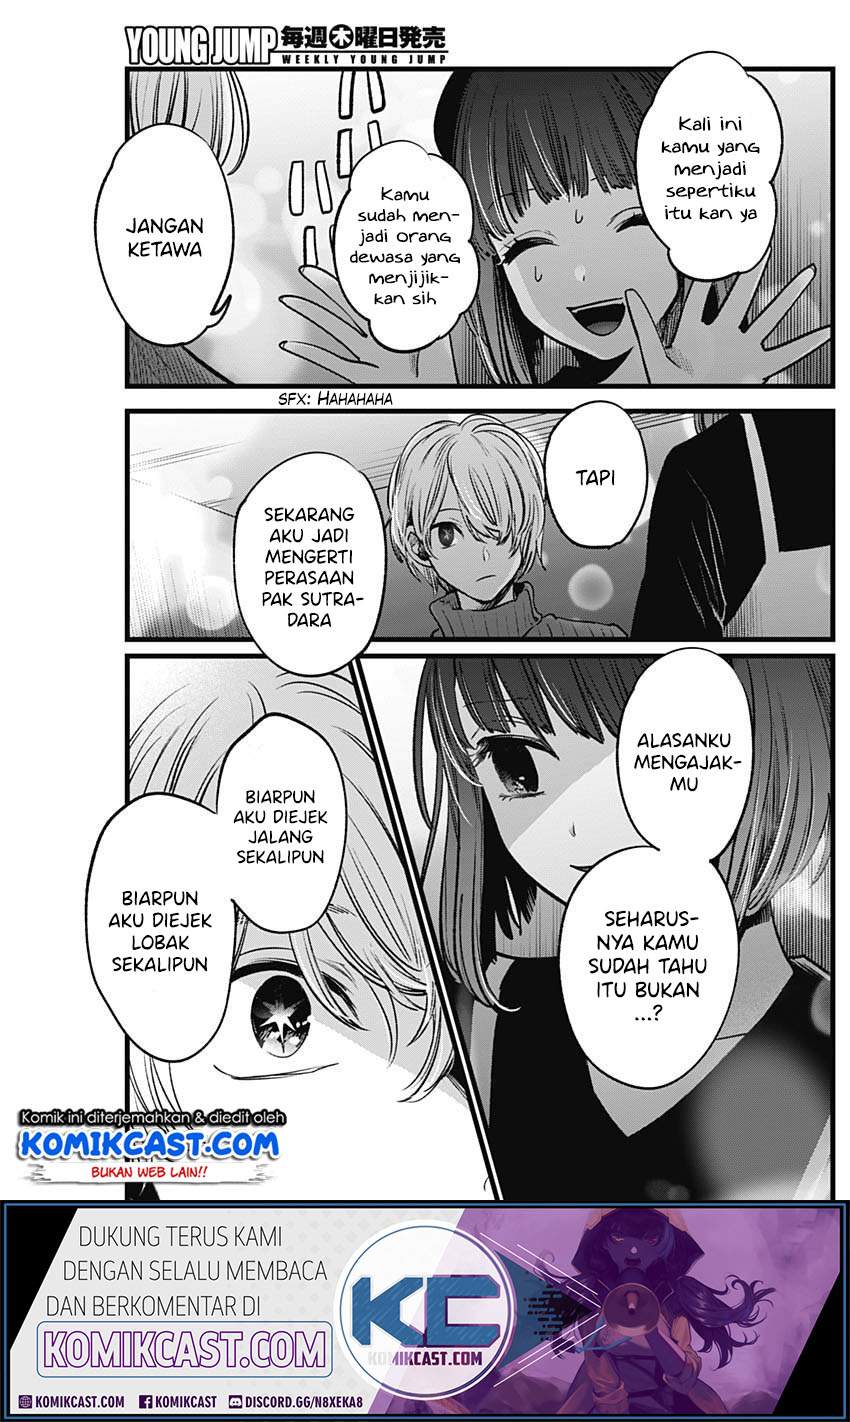 YOUNG JUMP 毎週木曜日発売
WEEKLY YOUNG JUMP
Kali ini
kamu yang
menjadi
sepertiku
itu kan ya
Kamu
sudah men-
jadi orang
dewasa yang
menjijik-
kan sih
JANGAN
KETAWA
SFX: HAHAHAHA
TAPI
SEKARANG
AKU JADI
MENGERTI
PERASAAN
PAK SUTRA-
DARA
ALASANKU
MENGAJAK-
MU
SEHARUS-
NYA KAMU
SUDAH TAHU
ITU BUKAN
...?
BIARPUN
AKU DIEJEK
JALANG
SEKALIPUN
BIARPUN
AKU DIEJEK
LOBAK
SEKALIPUN
Komik ini diterjemahkan & diedit oleh
KOMIKCAST.COM
BUKAN WEB LAIN!!
DUKUNG TERUS KAMI
DENGAN SELALU MEMBACA
DAN BERKOMENTAR DI
KOMIKCAST.COM
KC
KOMIKCAST.COM
KOMIKCAST.COM
KOMIKCAST
DISCORD.GG/N8XEKA8